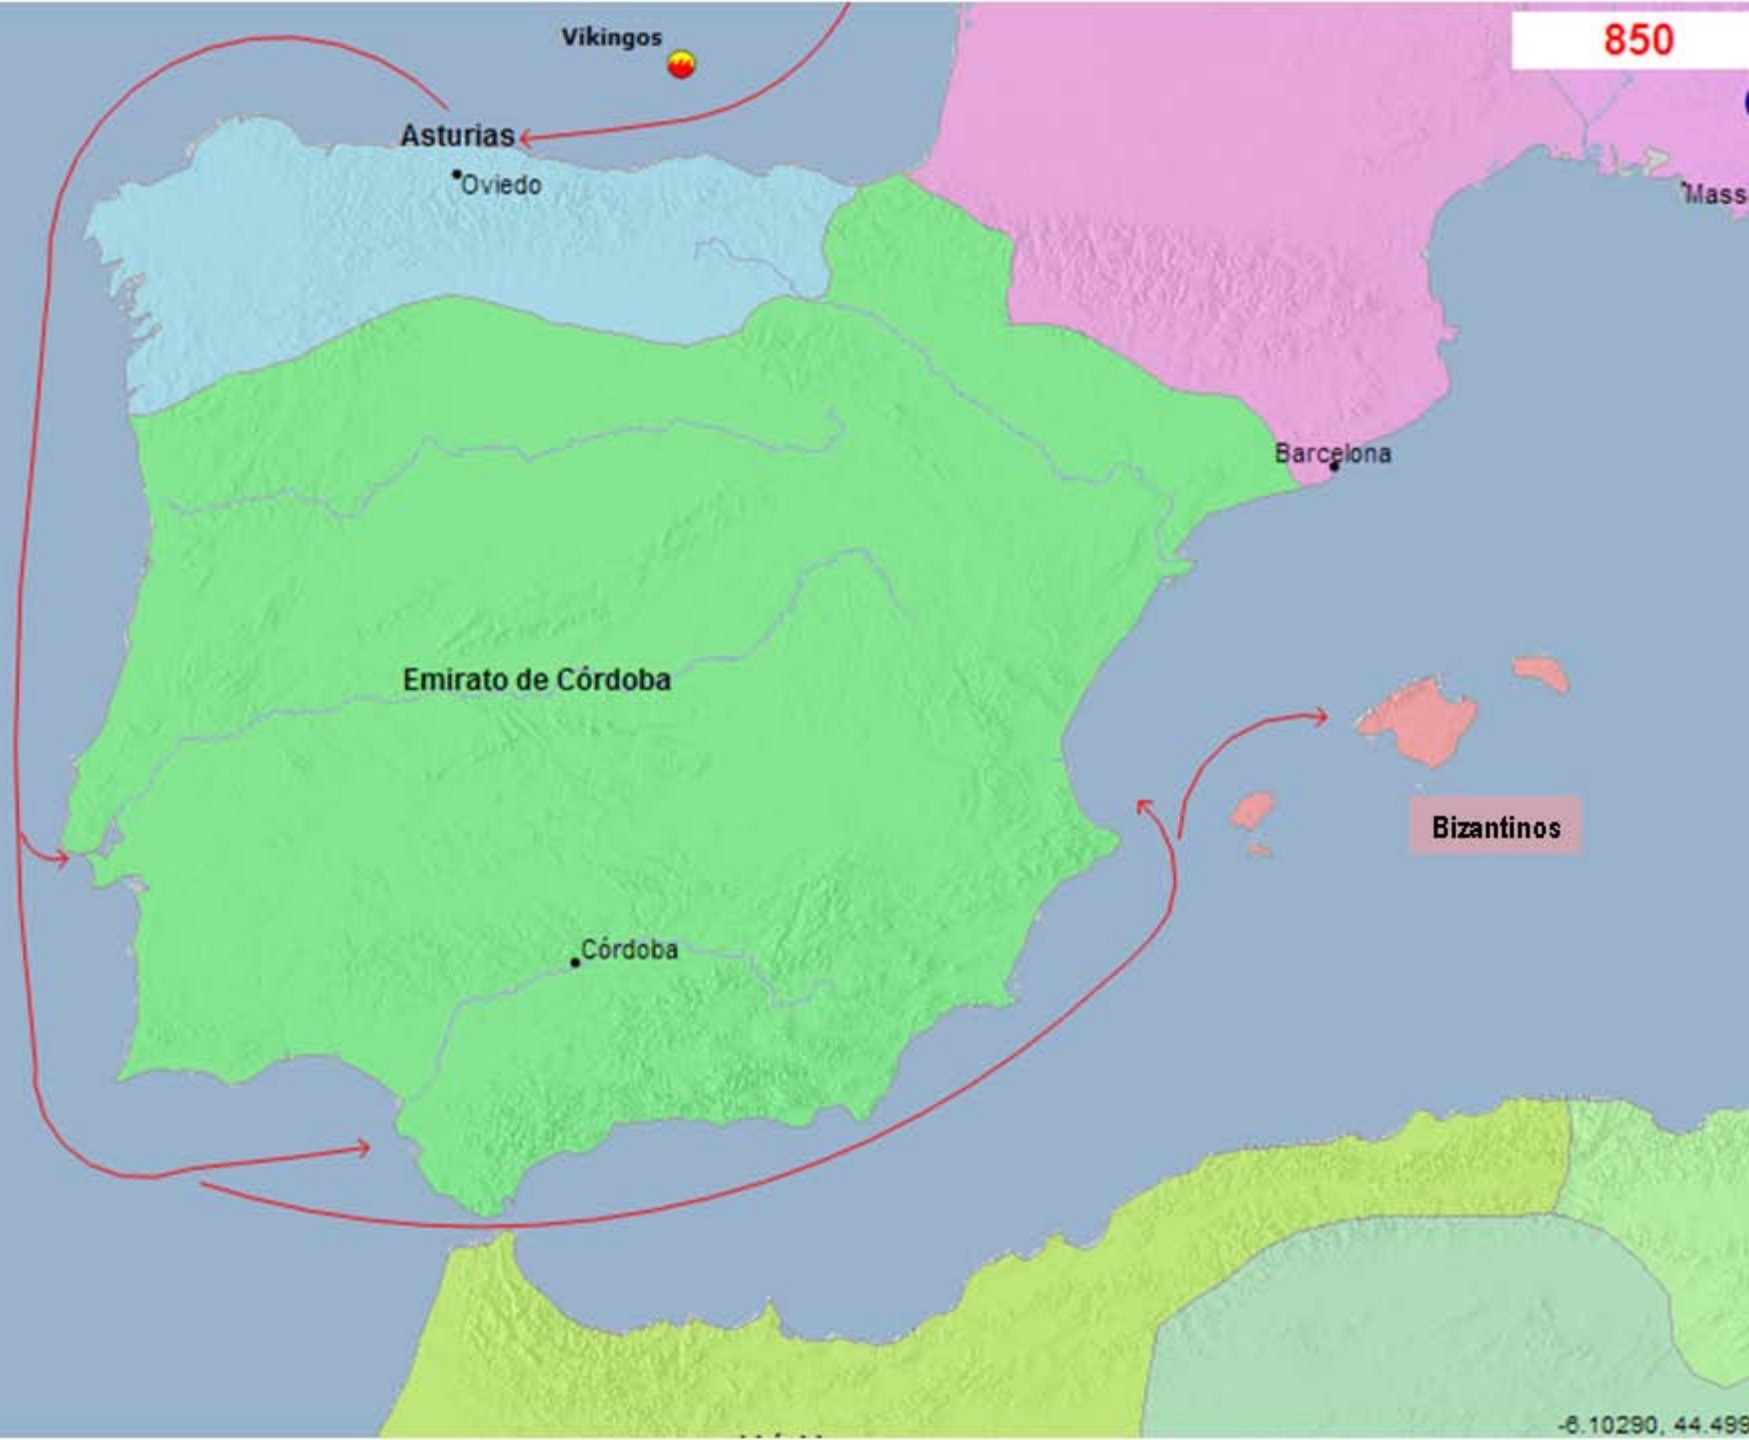 850
Vikingos
Asturias
Oviedo
Mass
Barcelona
Emirato de Córdoba
Bizantinos
Córdoba
-6.10290, 44.499